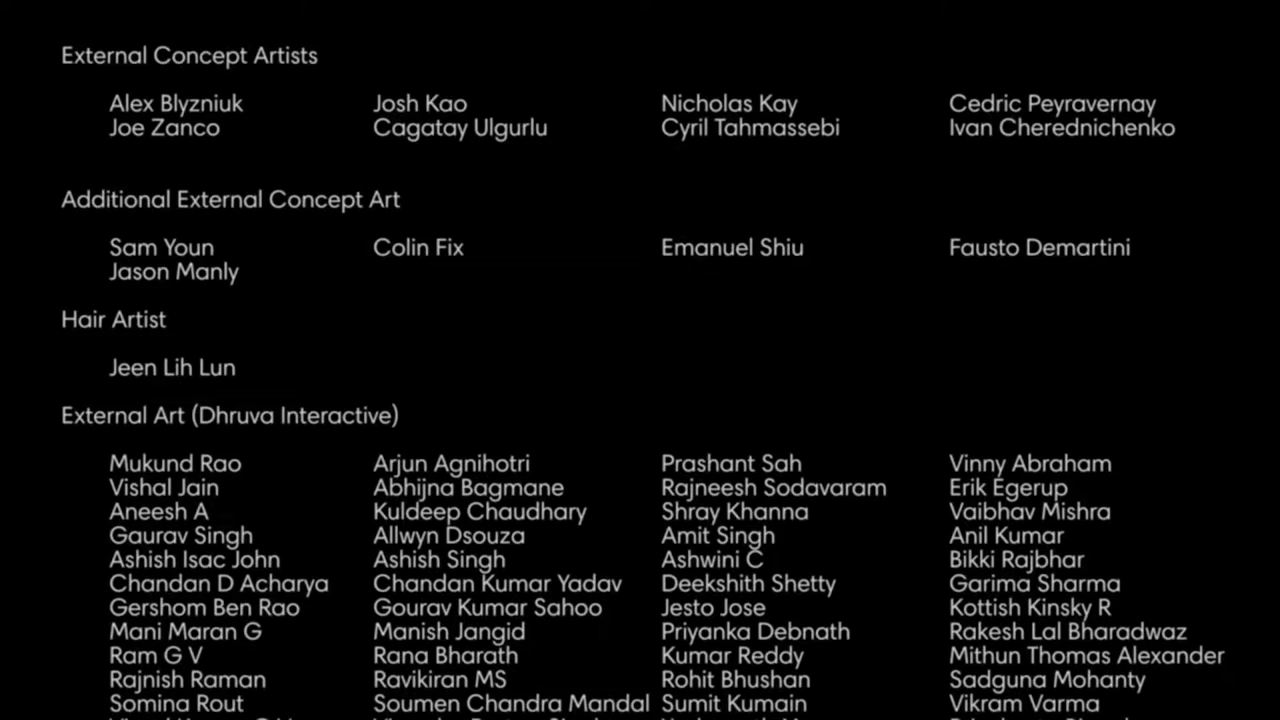 External Concept Artists
Alex Blyzniuk Josh Kao Nicholas Kay Cedric Peyravernay
Joe Zanco Cagatay Ulgurlu Cyril Tahmassebi Ivan Cherednichenko
Additional External Concept Art
Sam Youn Colin Fix Emanuel Shiu Fausto Demartini
Jason Manly
Hair Artist
Jeen Lih Lun
External Art (Dhruva Interactive)
Mukund Rao Arjun Agnihotri Prashant Sah Vinny Abraham
Vishal Jain Abhijna Bagmane Rajneesh Sodavaram Erik Egerup
Aneesh A Kuldeep Chaudhary Shray Khanna Vaibhav Mishra
Gaurav Singh Allwyn Dsouza Amit Singh Anil Kumar
Ashish Isac John Ashish Singh Ashwini C Bikki Rajbhar
Chandan D Acharya Chandan Kumar Yadav Deekshith Shetty Garima Sharma
Gershom Ben Rao Gourav Kumar Sahoo Jesto Jose Kottish Kinsky R
Mani Maran G Manish Jangid Priyanka Debnath Rakesh Lal Bharadwaz
Ram G V Rana Bharath Kumar Reddy Mithun Thomas Alexander
Rajnish Raman Ravikiran MS Rohit Bhushan Sadguna Mohanty
Somina Rout Soumen Chandra Mandal Sumit Kumain Vikram Varma